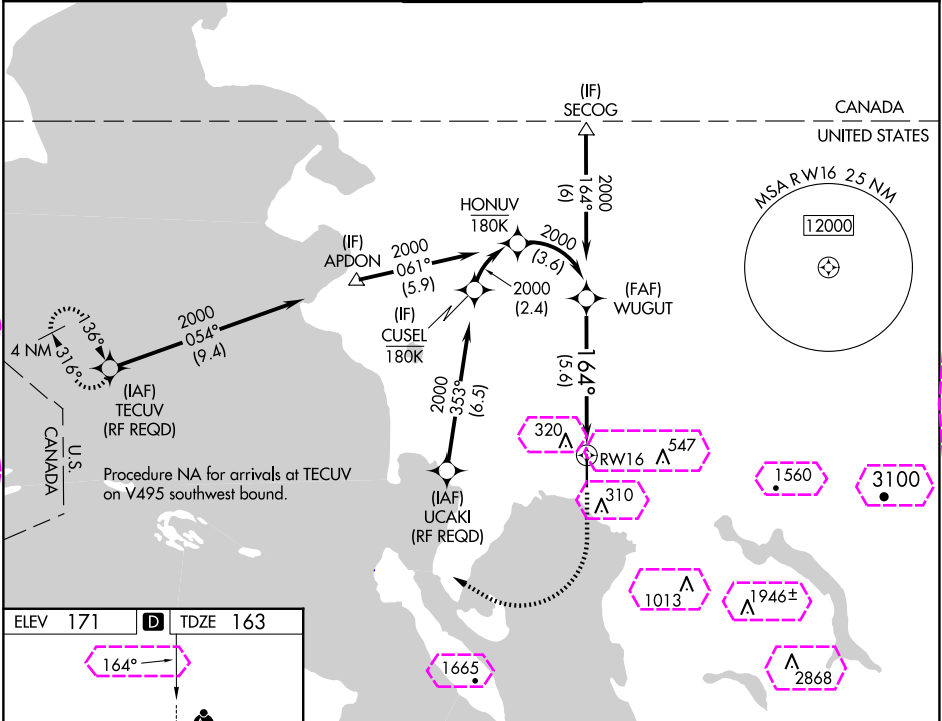 (IF)
SECOG
CANADA
UNITED STATES
2000
164°
(6)
MSA RW16 25 NM
12000
HONUV
180K
(IF)
APDON
2000
061°
(5.9)
2000
(3.6)
2000
(2.4)
(FAF)
WUGUT
(IF)
CUSEL
180K
2000
054°
(9.4)
136°
316°
4 NM
(IAF)
TECUV
(RF REQD)
U.S.
CANADA
2000
353°
(6.5)
164°
(5.6)
Procedure NA for arrivals at TECUV
on V495 southwest bound.
(IAF)
UCAKI
(RF REQD)
320
RW16
547
310
1560
3100
1013
1946±
2868
1665
ELEV 171
D
TDZE 163
164°